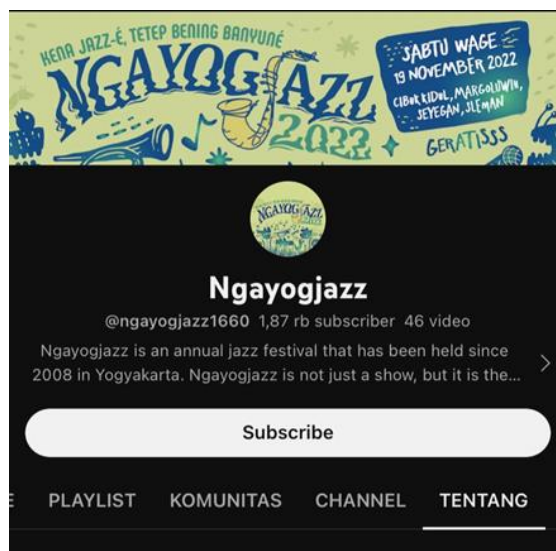 KENA JAZZ-É, TETEP BENING BANYUNÉ
NGAYOGJAZZ
2022
SABTU WAGE
19 NOVEMBER 2022
CIBUK KIDUL, MARGOLUWIH,
SEYEGAN, SLEMAN
GERATISSS
NGAYOGJAZZ
2022
Ngayogjazz
@ngayogjazz1660 1,87 rb subscriber 46 video
Ngayogjazz is an annual jazz festival that has been held since
2008 in Yogyakarta. Ngayogjazz is not just a show, but it is the...
Subscribe
E PLAYLIST KOMUNITAS CHANNEL TENTANG